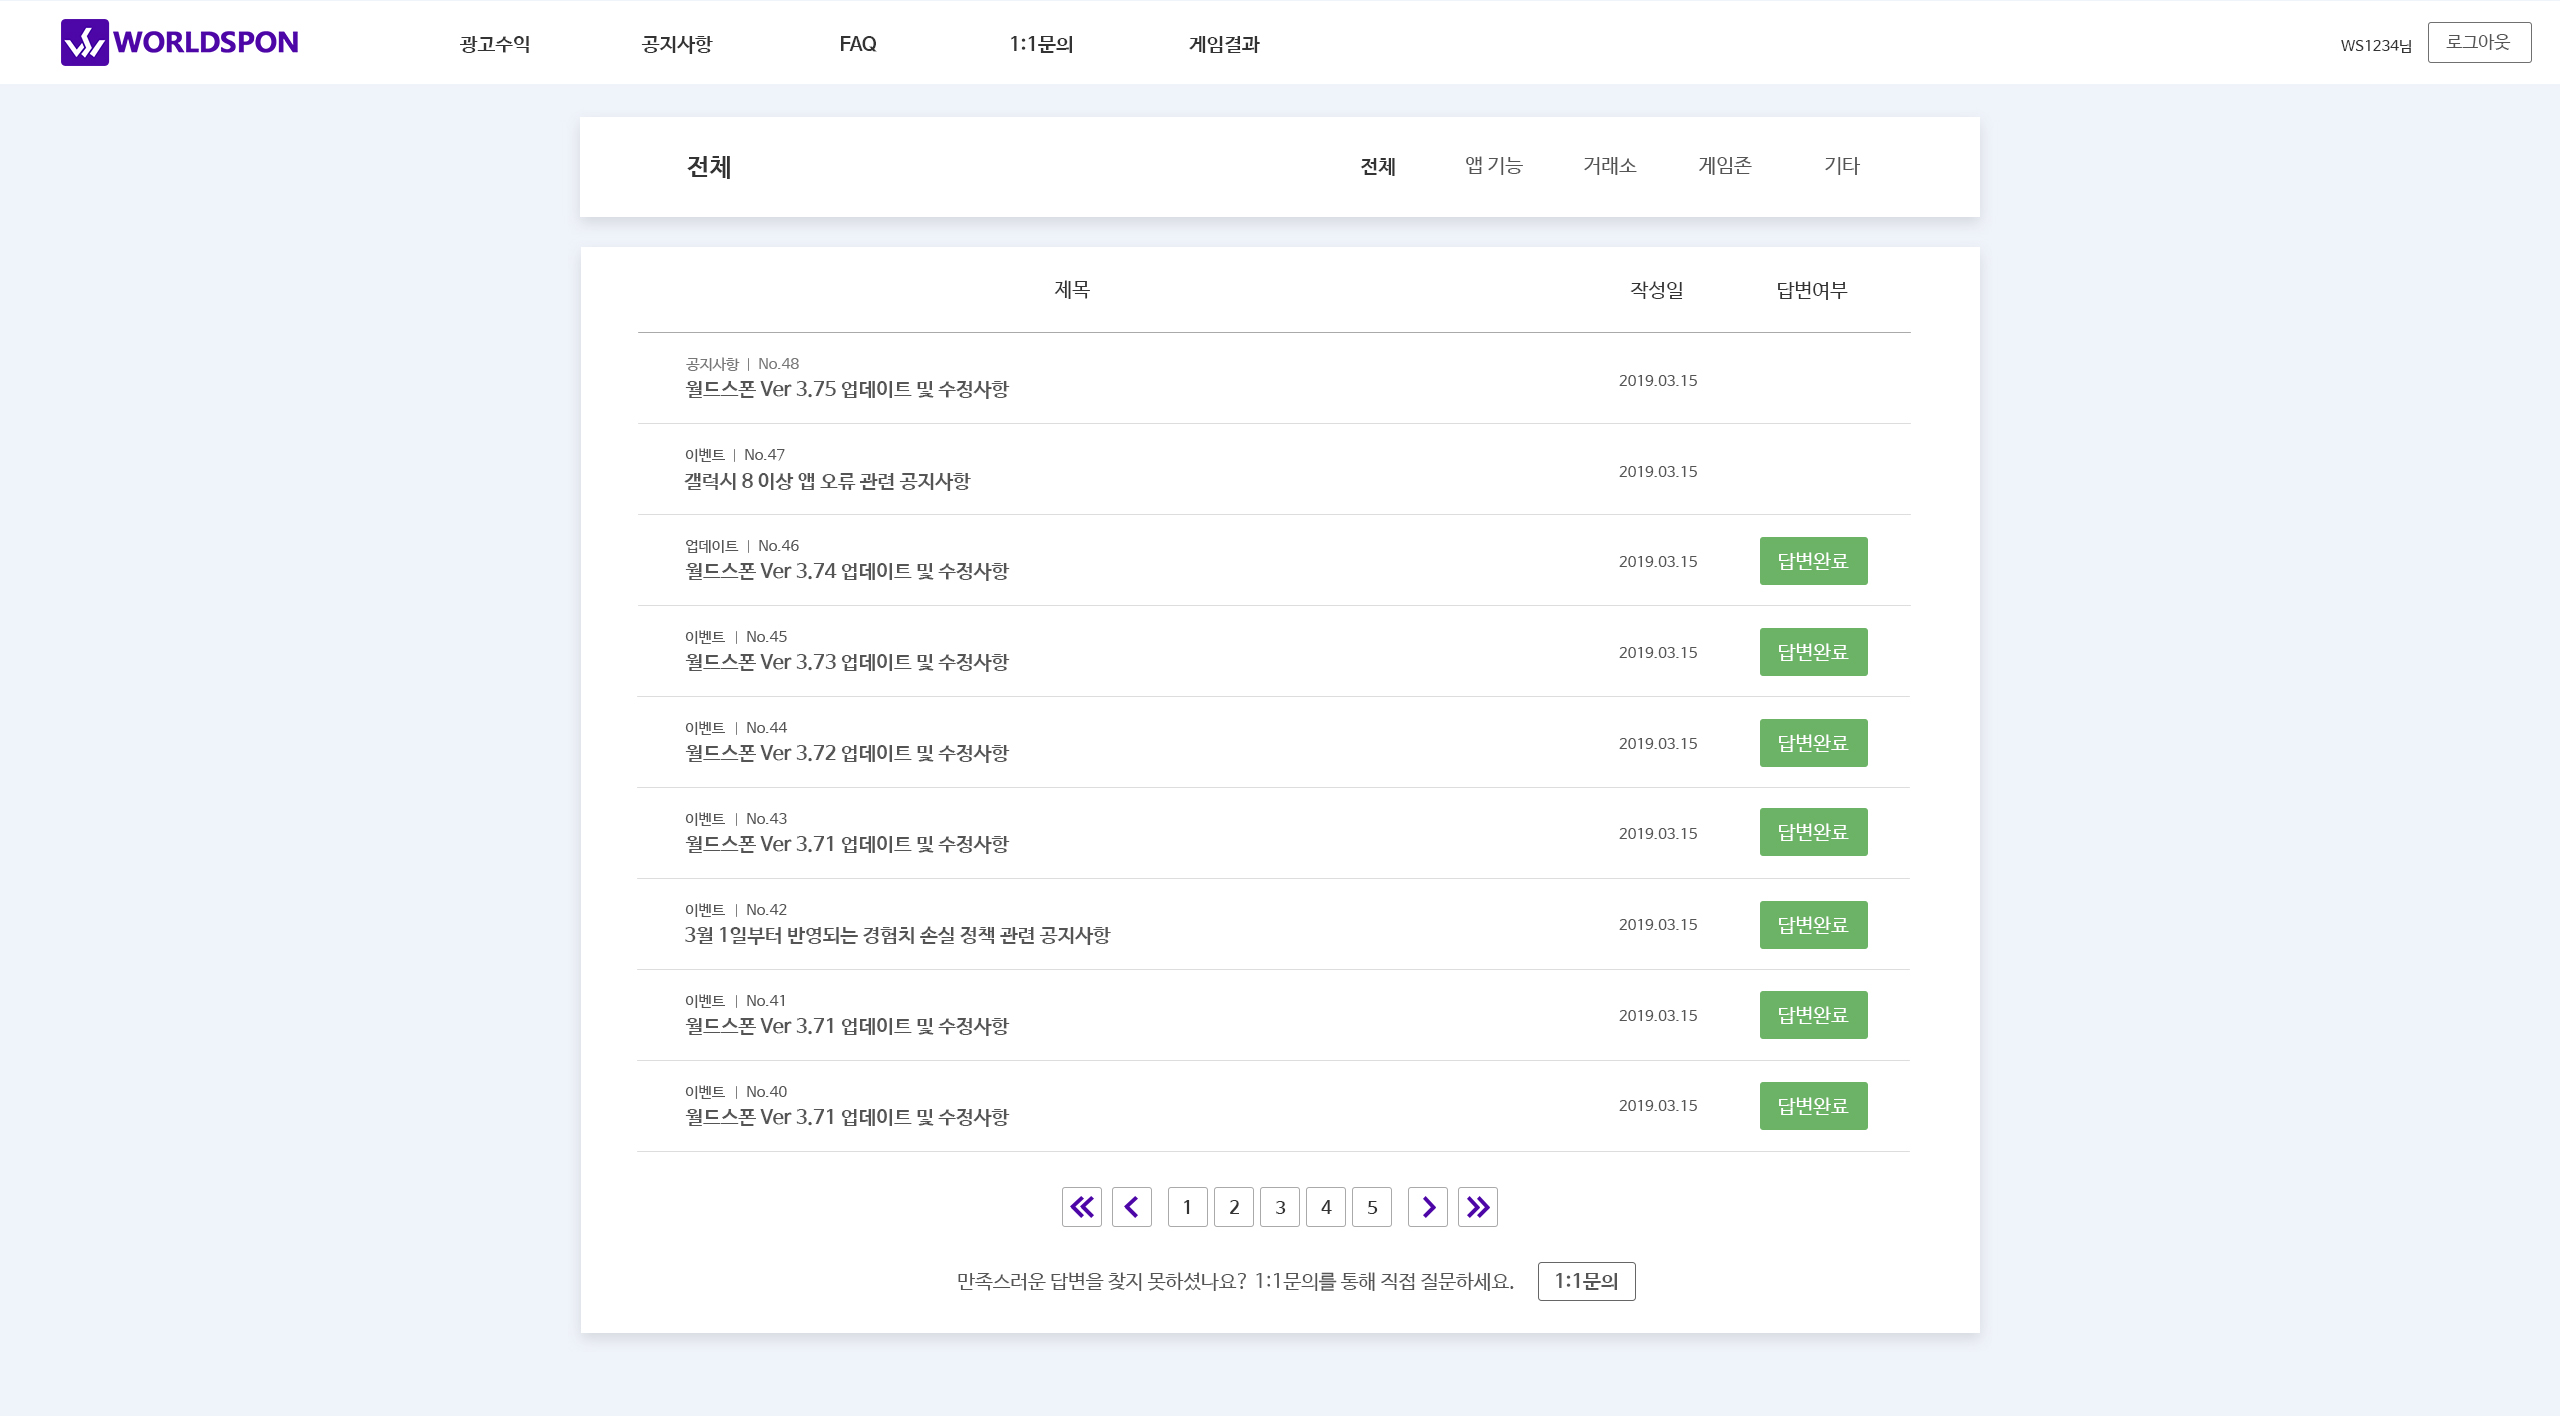 WORLDSPON 광고수익 공지사항 FAQ 1:1문의 게임결과 WS1234님 로그아웃
전체 전체 앱 기능 거래소 게임존 기타
제목 작성일 답변여부
공지사항 | No.48
월드스폰 Ver 3.75 업데이트 및 수정사항 2019.03.15
이벤트 | No.47
갤럭시 8 이상 앱 오류 관련 공지사항 2019.03.15
업데이트 | No.46
월드스폰 Ver 3.74 업데이트 및 수정사항 2019.03.15 답변완료
이벤트 | No.45
월드스폰 Ver 3.73 업데이트 및 수정사항 2019.03.15 답변완료
이벤트 | No.44
월드스폰 Ver 3.72 업데이트 및 수정사항 2019.03.15 답변완료
이벤트 | No.43
월드스폰 Ver 3.71 업데이트 및 수정사항 2019.03.15 답변완료
이벤트 | No.42
3월 1일부터 반영되는 경험치 손실 정책 관련 공지사항 2019.03.15 답변완료
이벤트 | No.41
월드스폰 Ver 3.71 업데이트 및 수정사항 2019.03.15 답변완료
이벤트 | No.40
월드스폰 Ver 3.71 업데이트 및 수정사항 2019.03.15 답변완료
1 2 3 4 5
만족스러운 답변을 찾지 못하셨나요? 1:1문의를 통해 직접 질문하세요. 1:1문의